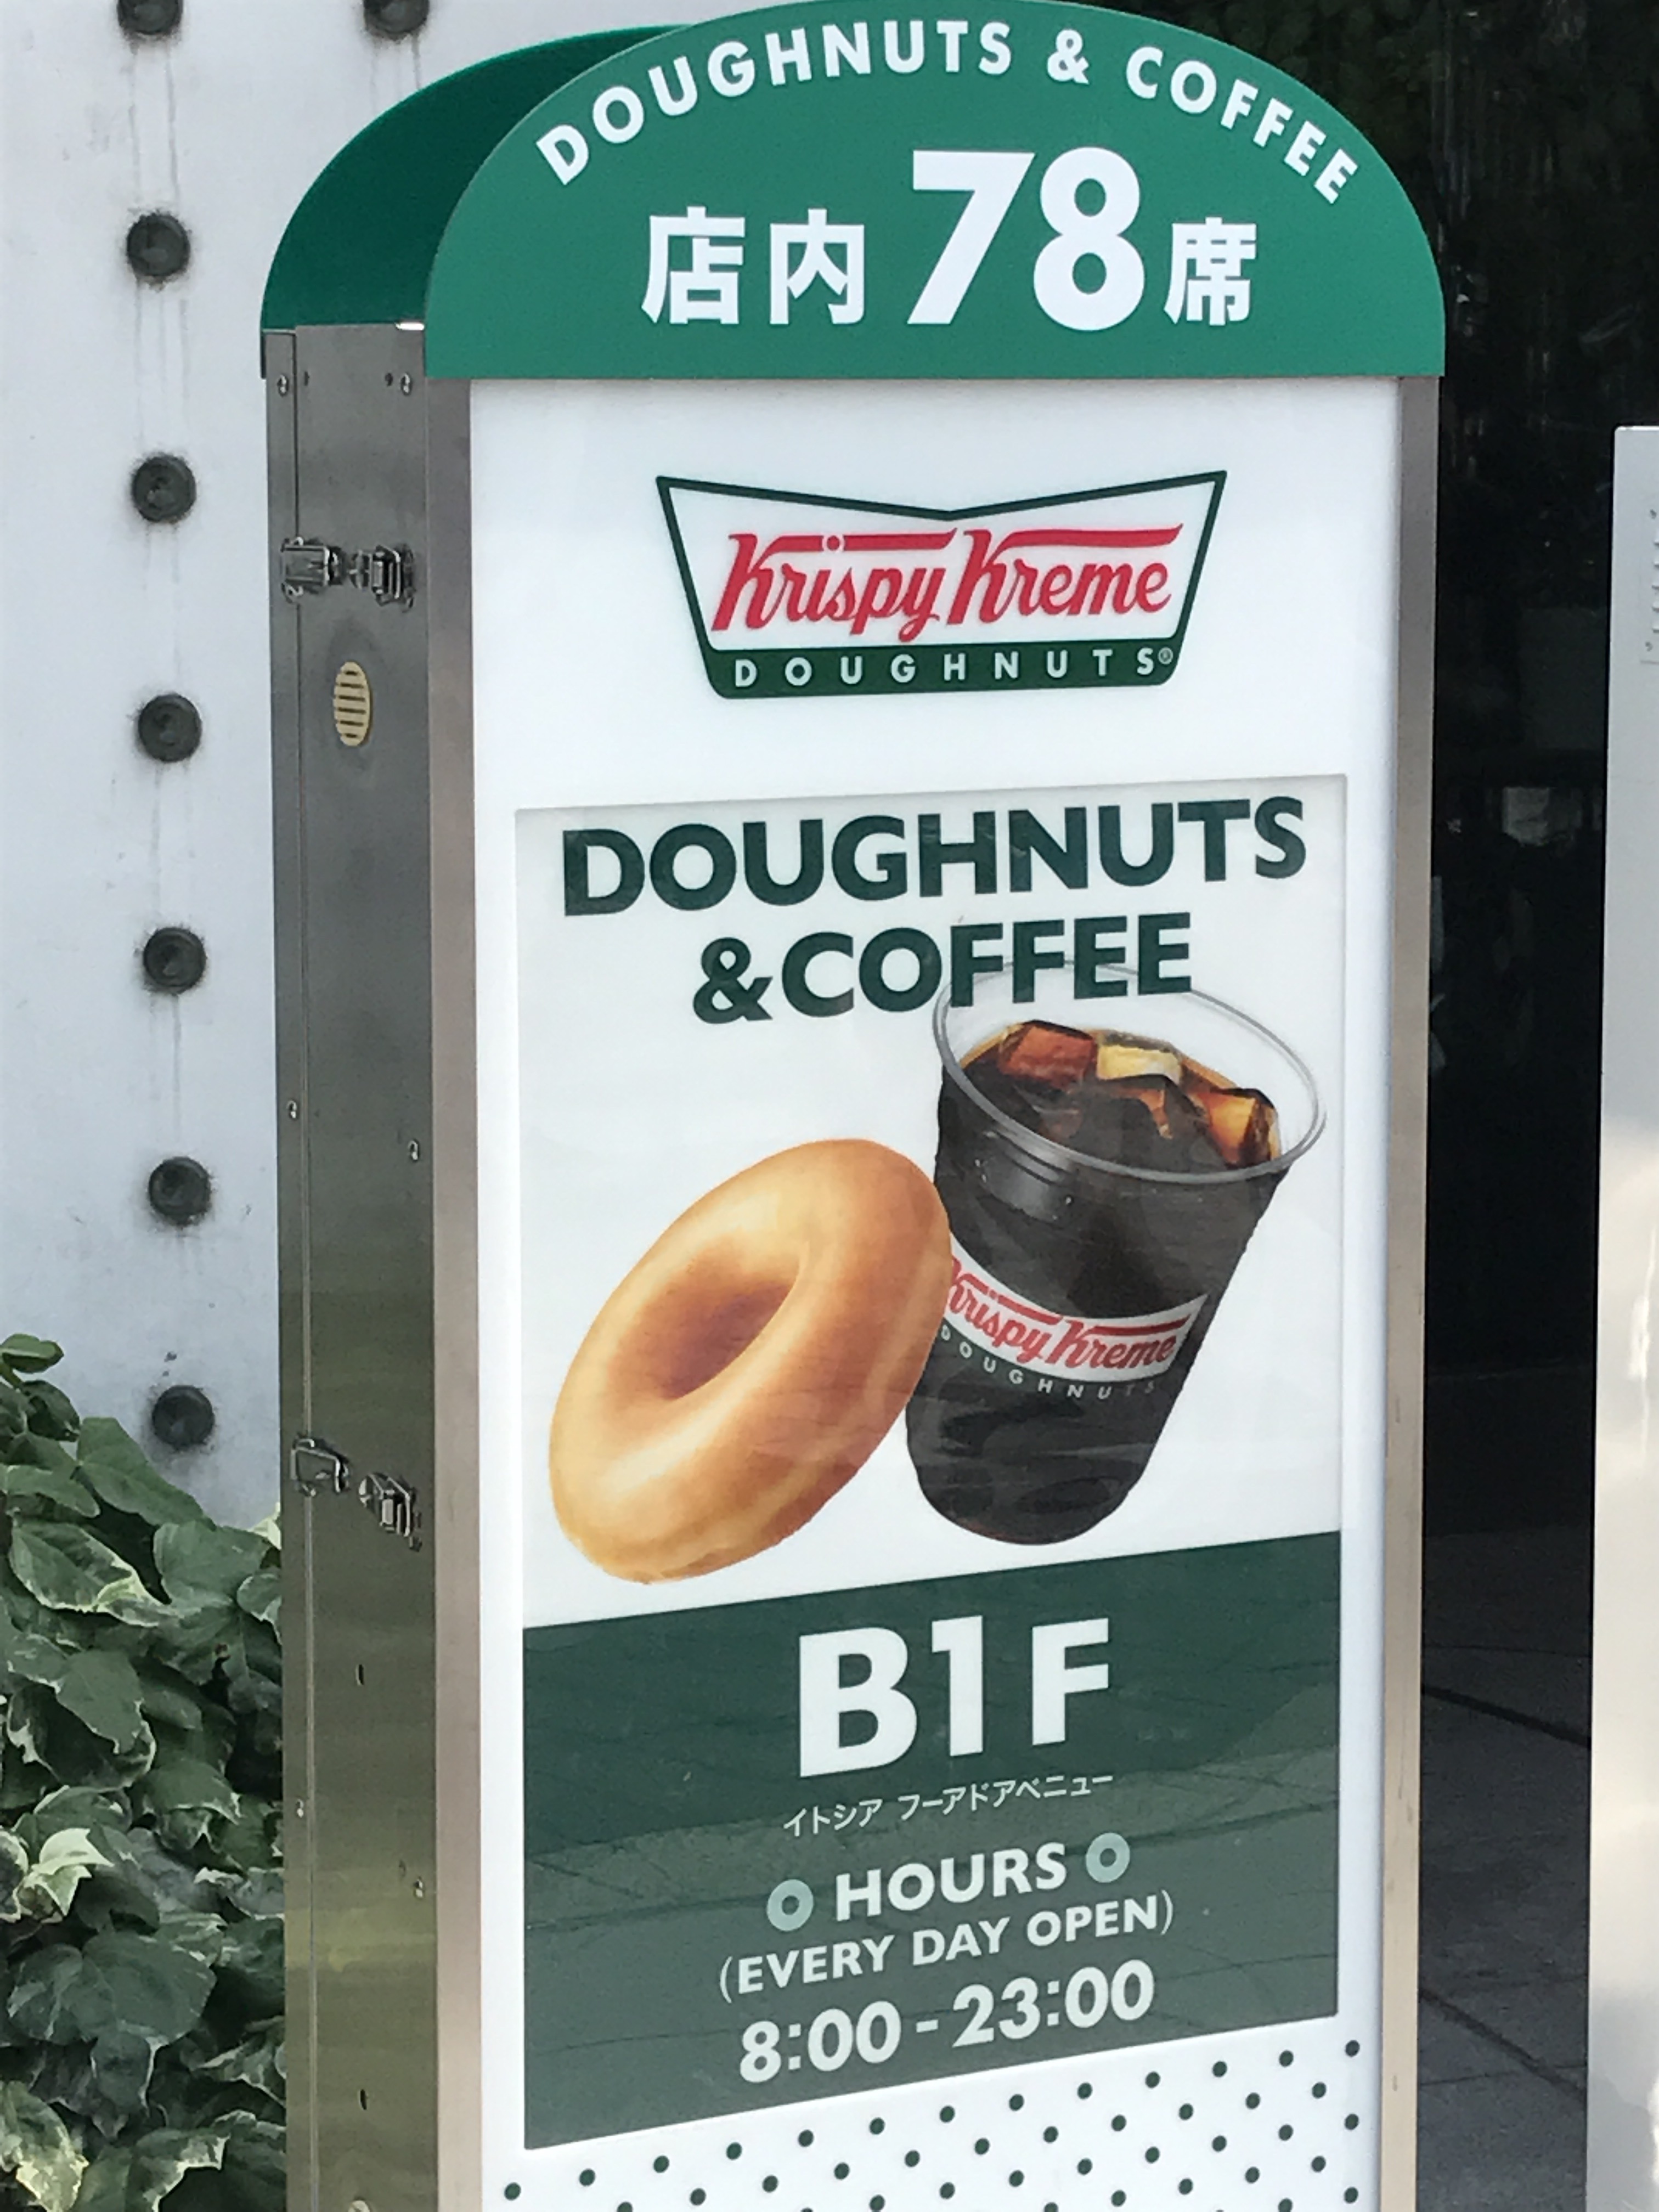 DOUGHNUTS & COFFEE
店内78席
Krispy Kreme
DOUGHNUTS®
DOUGHNUTS
&COFFEE
Krispy Kreme
DOUGHNUTS
B1F
イトシア フーアドアベニュー
HOURS
(EVERY DAY OPEN)
8:00-23:00